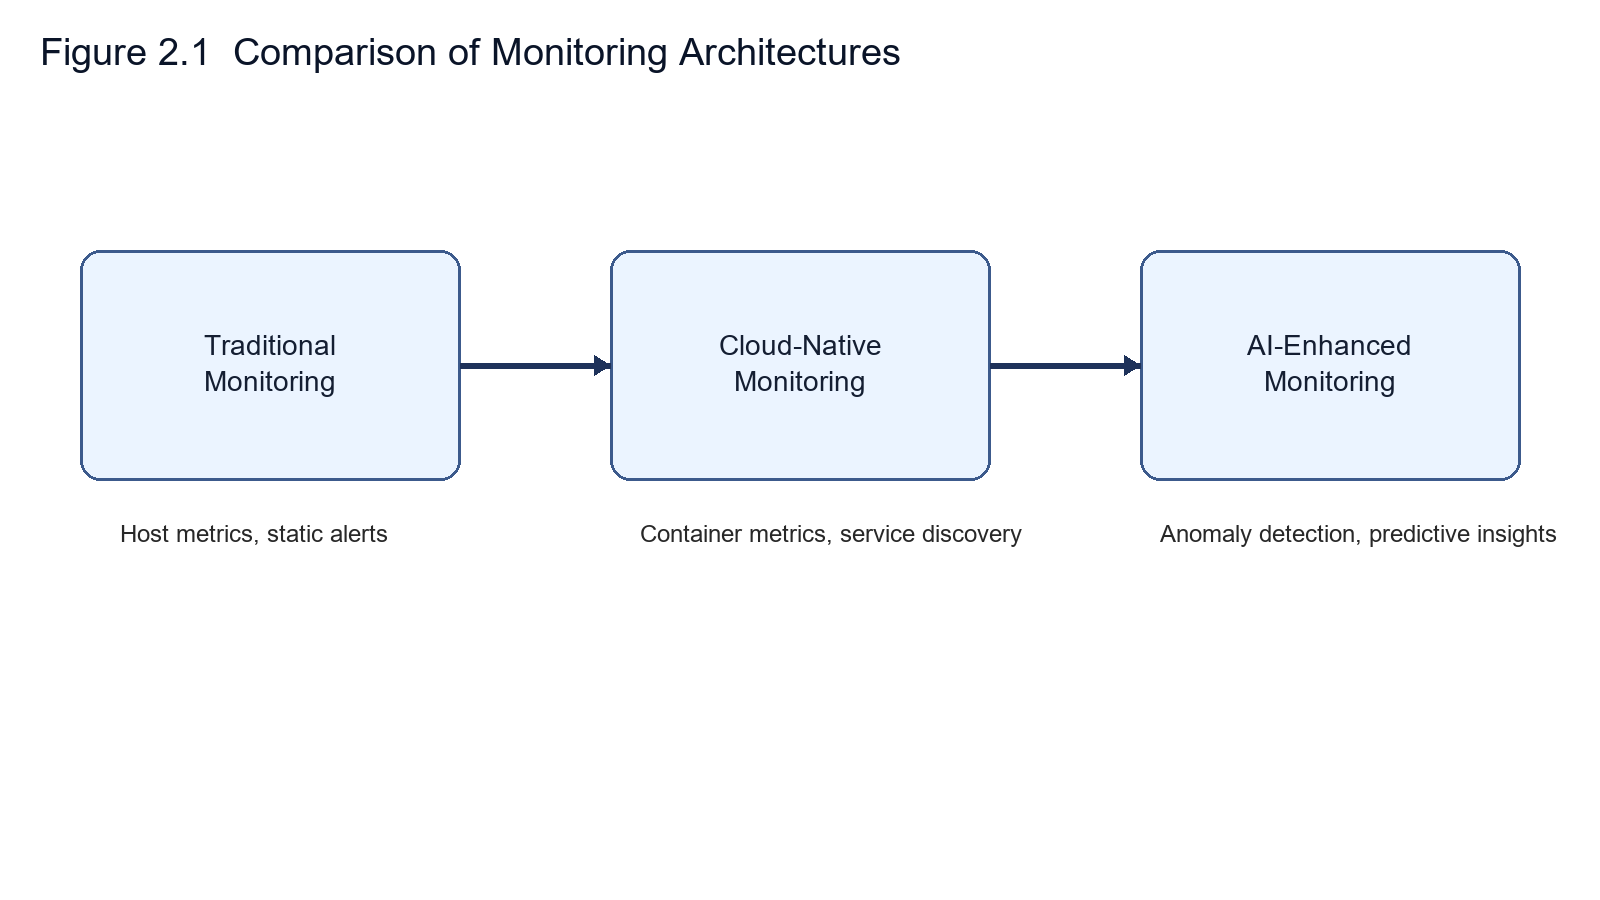 Figure 2.1  Comparison of Monitoring Architectures
Traditional
Monitoring
Cloud-Native
Monitoring
AI-Enhanced
Monitoring
Host metrics, static alerts
Container metrics, service discovery
Anomaly detection, predictive insights